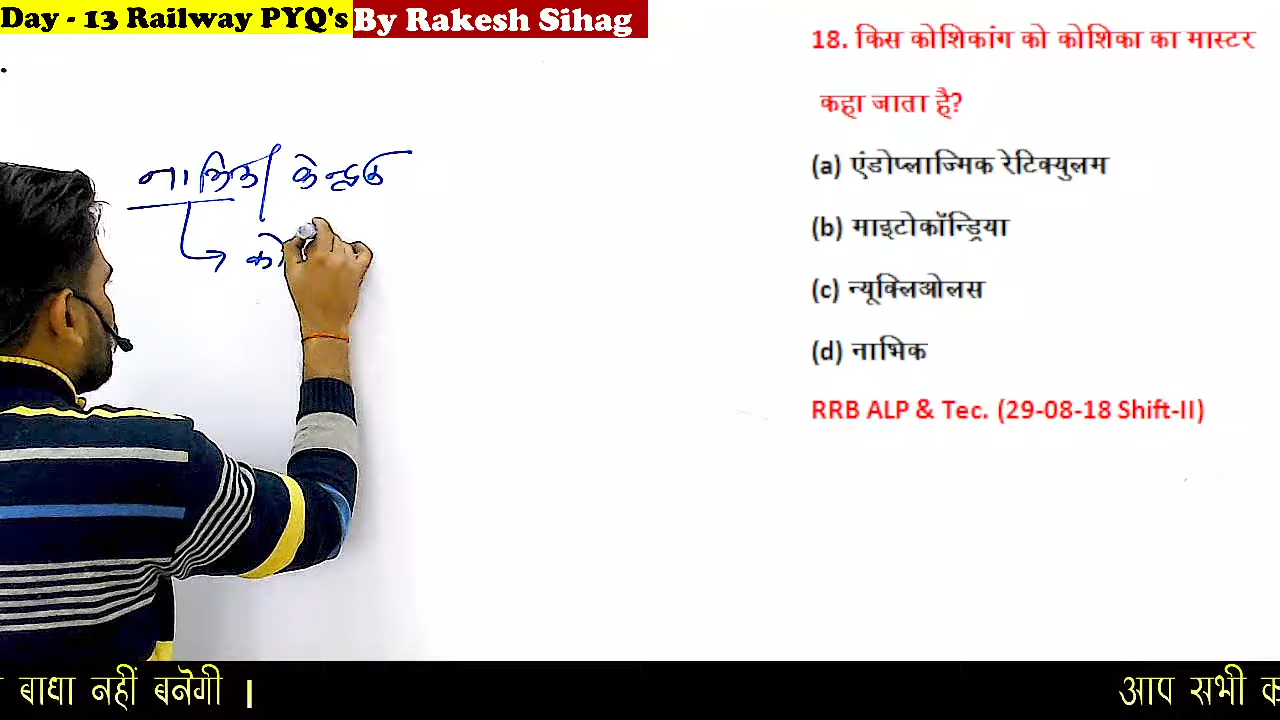 Day - 13 Railway PYQ's By Rakesh Sihag
18. किस कोशिकांग को कोशिका का मास्टर
कहा जाता है?
(a) एंडोप्लाज्मिक रेटिक्युलम
(b) माइटोकॉन्ड्रिया
(c) न्यूक्लिओलस
(d) नाभिक
RRB ALP & Tec. (29-08-18 Shift-II)
नाभिक/ केन्द्रक
को
बाधा नहीं बनेगी । आप सभी